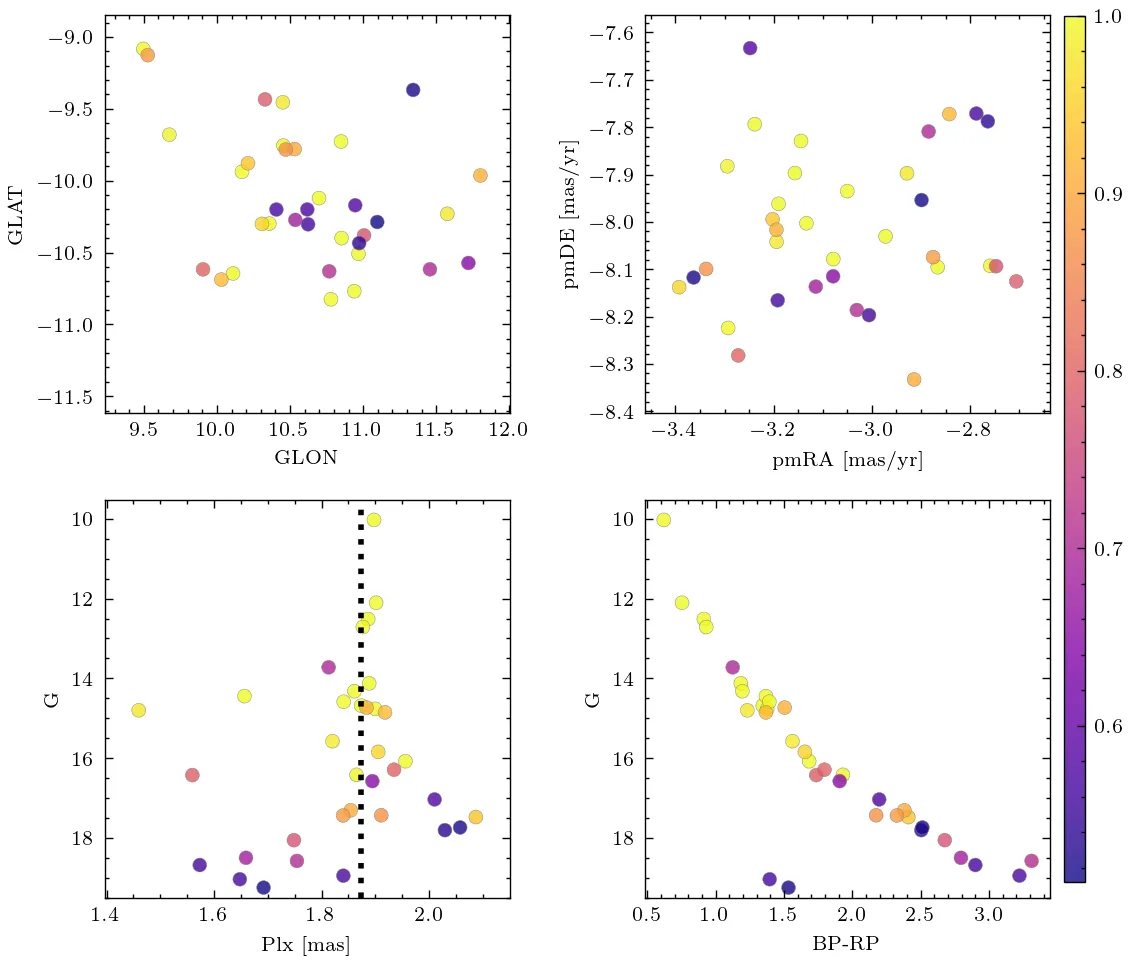 −9.0
−9.5
−10.0
−10.5
−11.0
−11.5
GLAT
9.5 10.0 10.5 11.0 11.5 12.0
GLON
−7.6
−7.7
−7.8
−7.9
−8.0
−8.1
−8.2
−8.3
−8.4
pmDE [mas/yr]
−3.4 −3.2 −3.0 −2.8
pmRA [mas/yr]
1.0
0.9
0.8
0.7
0.6
10
12
14
16
18
G
1.4 1.6 1.8 2.0
Plx [mas]
10
12
14
16
18
G
0.5 1.0 1.5 2.0 2.5 3.0
BP-RP